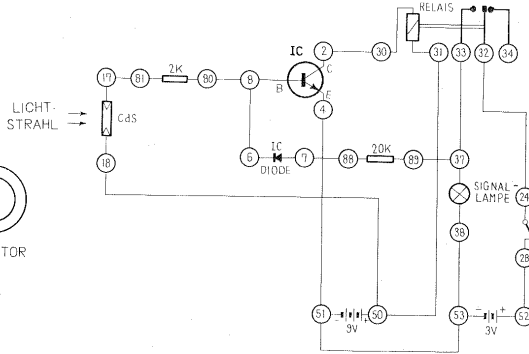 RELAIS
IC
2
30
31
33
32
34
C
17
81
2K
80
8
B
E
4
LICHT-
STRAHL
CdS
IC
20K
6
7
88
89
37
DIODE
18
SIGNAL-
LAMPE
24
TOR
38
28
51
- +
50
53
- +
52
9V
3V